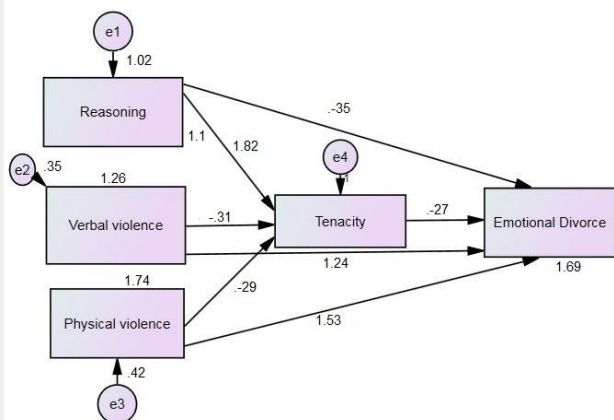 e1
1.02
Reasoning
.-35
1.1
1.82
e4
1
e2
.35
1.26
Verbal violence
-.31
Tenacity
-27
Emotional Divorce
1.24
1.69
1.74
.-29
Physical violence
1.53
.42
e3